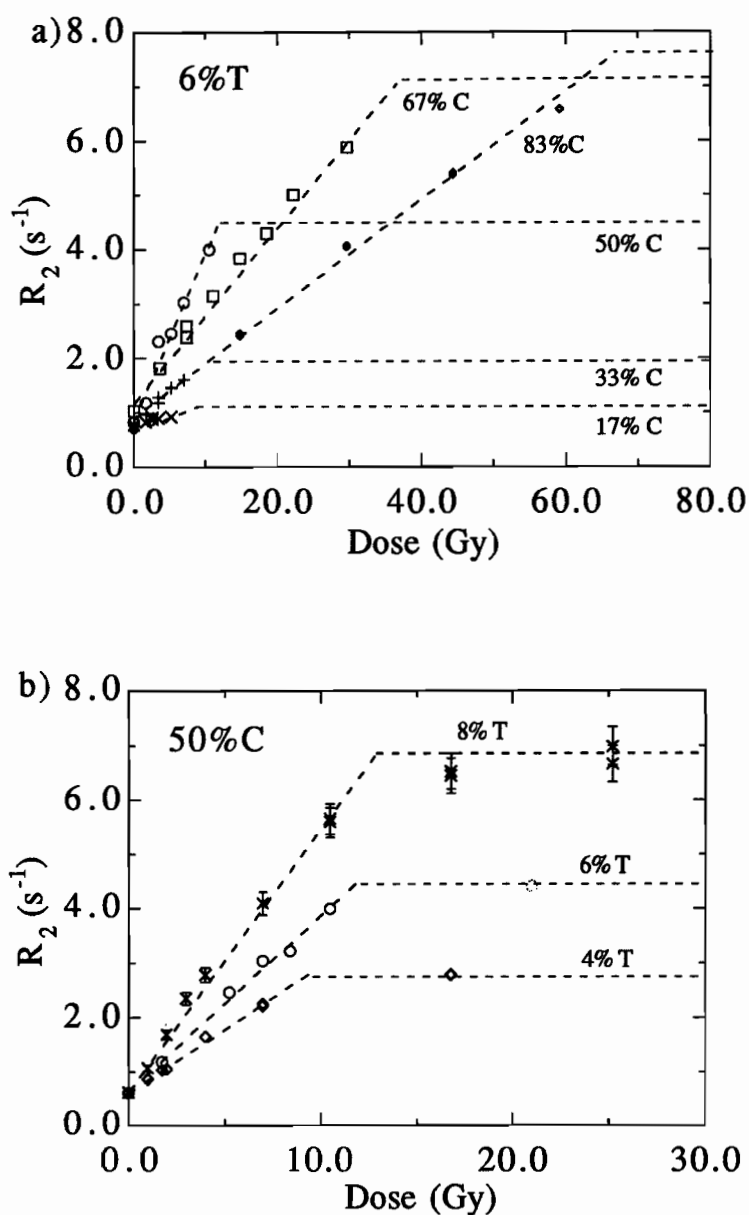 a)
8.0
6%T
67% C
83%C
6.0
R2 (s-1)
4.0
50% C
2.0
33% C
17% C
0.0
0.0 20.0 40.0 60.0 80.0
Dose (Gy)
b)
8.0
50%C
8% T
6.0
6% T
R2 (s-1)
4.0
4% T
2.0
0.0
0.0 10.0 20.0 30.0
Dose (Gy)